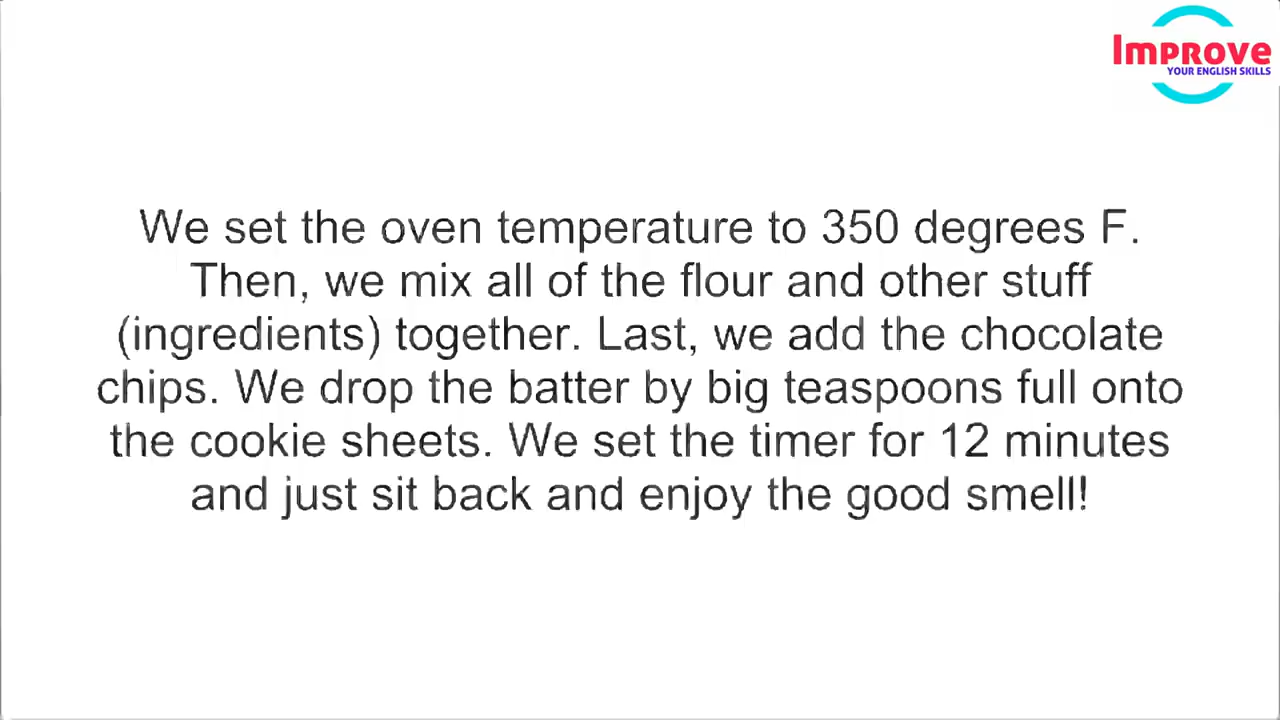 Improve
YOUR ENGLISH SKILLS
We set the oven temperature to 350 degrees F.
Then, we mix all of the flour and other stuff
(ingredients) together. Last, we add the chocolate
chips. We drop the batter by big teaspoons full onto
the cookie sheets. We set the timer for 12 minutes
and just sit back and enjoy the good smell!